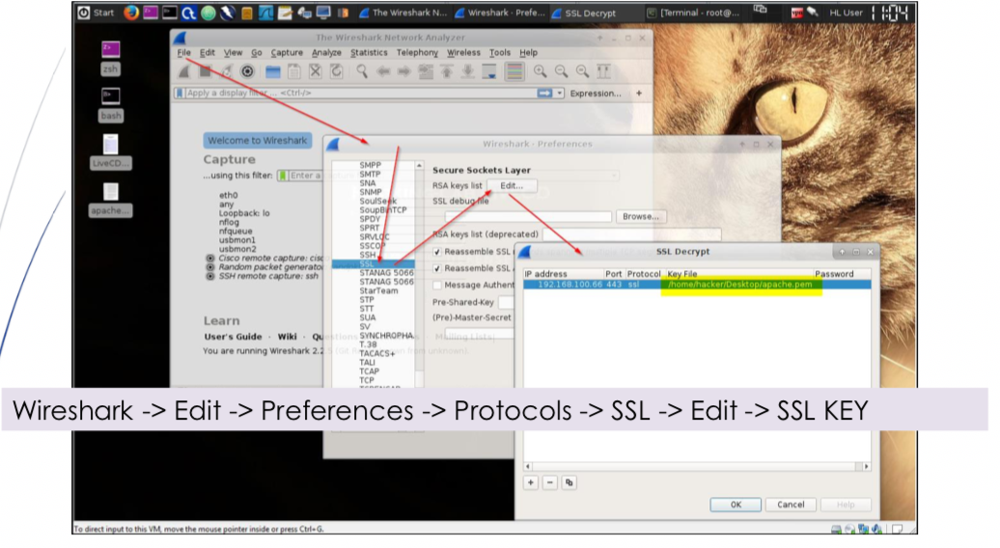 Start
The Wireshark N...
Wireshark · Prefe...
SSL Decrypt
[Terminal - root@...
HL User
11:04
zsh
bash
LiveCD...
apache...
The Wireshark Network Analyzer
File Edit View Go Capture Analyze Statistics Telephony Wireless Tools Help
Apply a display filter ... <Ctrl-/>
Expression... +
Welcome to Wireshark
Capture
...using this filter: Enter a
eth0
any
Loopback: lo
nflog
nfqueue
usbmon1
usbmon2
Cisco remote capture: cisc
Random packet generato
SSH remote capture: ssh
Learn
User's Guide · Wiki · Questions
Mailing Lists
You are running Wireshark 2.2.
from unknown).
Wireshark · Preferences
SMPP
SMTP
SNA
SNMP
SoulSeek
SoupBinTCP
SPDY
SPRT
SRVLOC
SSCOP
SSH
SSL
STANAG 5066
STANAG 5066
StarTeam
STP
STT
SUA
SV
SYNCHROPHA
T.38
TACACS+
TALI
TCAP
TCP
Secure Sockets Layer
RSA keys list Edit...
SSL debug file
Browse...
RSA keys list (deprecated)
Reassemble SSL
Reassemble SSL
Message Authent
Pre-Shared-Key
(Pre)-Master-Secret
SSL Decrypt
IP address Port Protocol Key File Password
192.168.100.66 443 ssl /home/hacker/Desktop/apache.pem
Wireshark -> Edit -> Preferences -> Protocols -> SSL -> Edit -> SSL KEY
OK Cancel Help
To direct input to this VM, move the mouse pointer inside or press Ctrl+G.